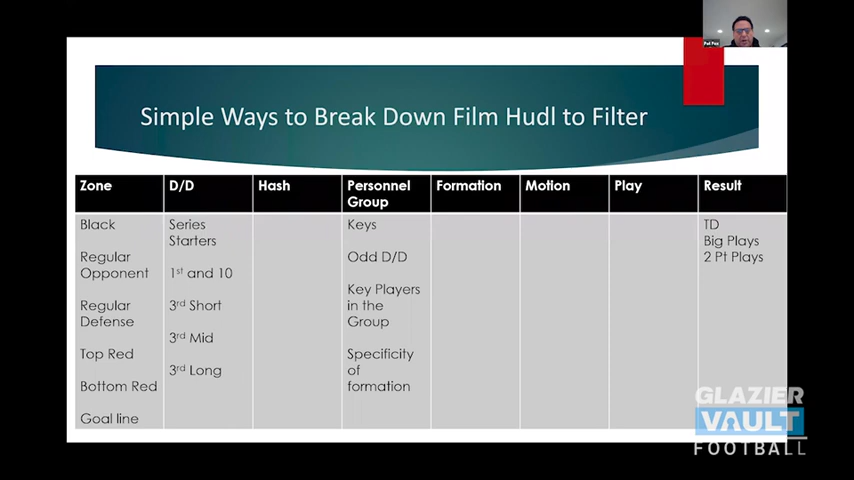 Pat Fox
Simple Ways to Break Down Film Hudl to Filter
Zone
D/D
Hash
Personnel
Group
Formation
Motion
Play
Result
Black
Regular
Opponent
Regular
Defense
Top Red
Bottom Red
Goal line
Series
Starters
1st and 10
3rd Short
3rd Mid
3rd Long
Keys
Odd D/D
Key Players
in the
Group
Specificity
of
formation
TD
Big Plays
2 Pt Plays
GLAZIER
VAULT
FOOTBALL